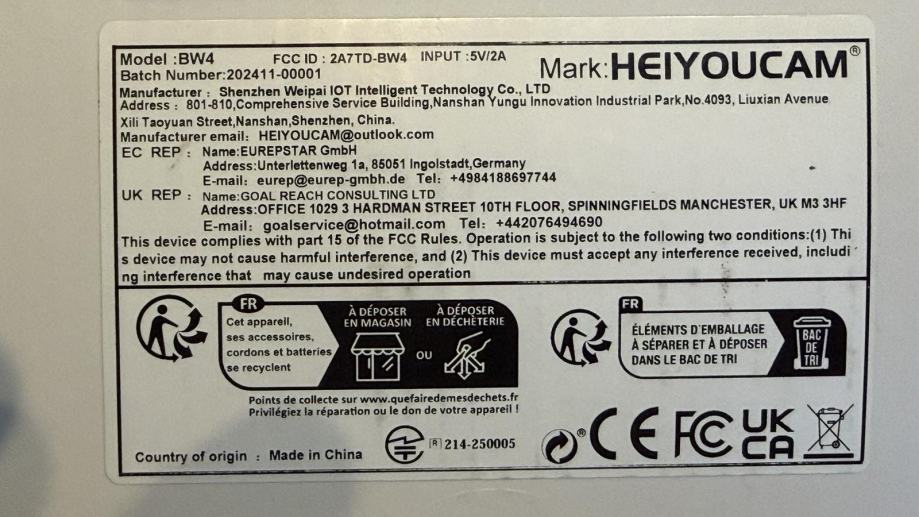 Model :BW4 FCC ID : 2A7TD-BW4 INPUT :5V/2A
Mark:HEIYOUCAM®
Batch Number:202411-00001
Manufacturer : Shenzhen Weipai IOT Intelligent Technology Co., LTD
Address : 801-810,Comprehensive Service Building,Nanshan Yungu Innovation Industrial Park,No.4093, Liuxian Avenue
Xili Taoyuan Street,Nanshan,Shenzhen, China.
Manufacturer email: HEIYOUCAM@outlook.com
EC REP : Name:EUREPSTAR GmbH
Address:Unterlettenweg 1a, 85051 Ingolstadt,Germany
E-mail: eurep@eurep-gmbh.de Tel: +4984188697744
UK REP : Name:GOAL REACH CONSULTING LTD
Address:OFFICE 1029 3 HARDMAN STREET 10TH FLOOR, SPINNINGFIELDS MANCHESTER, UK M3 3HF
E-mail: goalservice@hotmail.com Tel: +442076494690
This device complies with part 15 of the FCC Rules. Operation is subject to the following two conditions:(1) Thi
s device may not cause harmful interference, and (2) This device must accept any interference received, includi
ng interference that may cause undesired operation
FR
Cet appareil,
ses accessoires,
cordons et batteries
se recyclent
À DÉPOSER
EN MAGASIN
OU
À DÉPOSER
EN DÉCHÈTERIE
Points de collecte sur www.quefairedemesdechets.fr
Privilégiez la réparation ou le don de votre appareil !
FR
ÉLÉMENTS D'EMBALLAGE
À SÉPARER ET À DÉPOSER
DANS LE BAC DE TRI
BAC
DE
TRI
Country of origin : Made in China
[R] 214-250005
® CE FC UK
CA